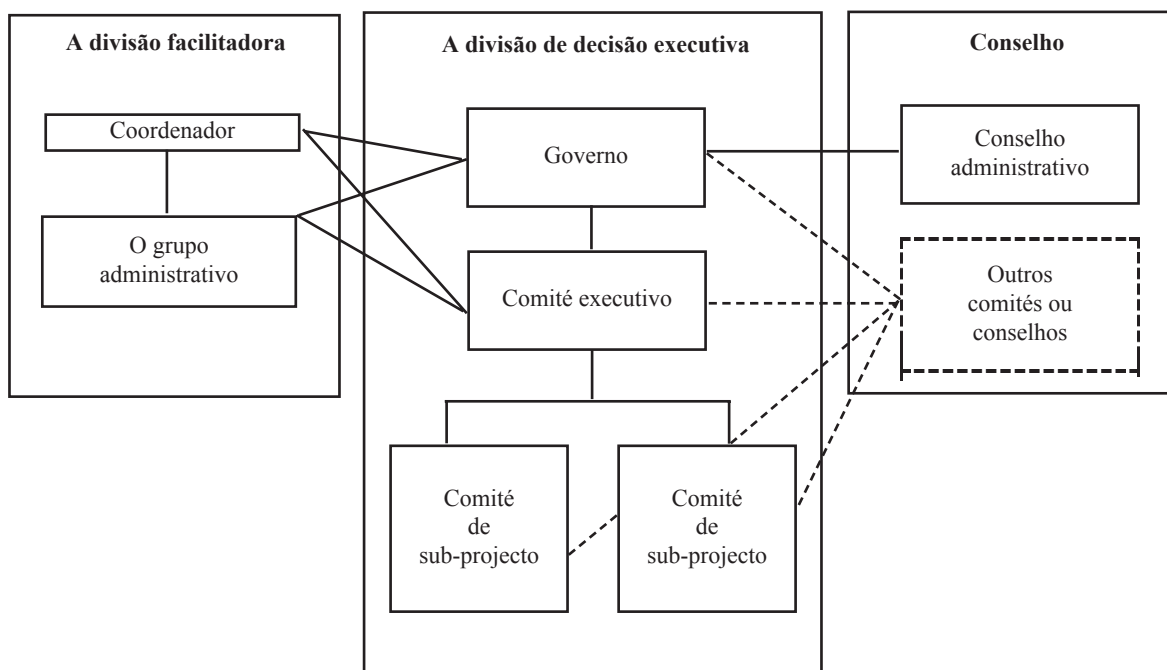 A divisão facilitadora
Coordenador
O grupo
administrativo
A divisão de decisão executiva
Governo
Comité executivo
Comité
de
sub-projecto
Comité
de
sub-projecto
Conselho
Conselho
administrativo
Outros
comités ou
conselhos